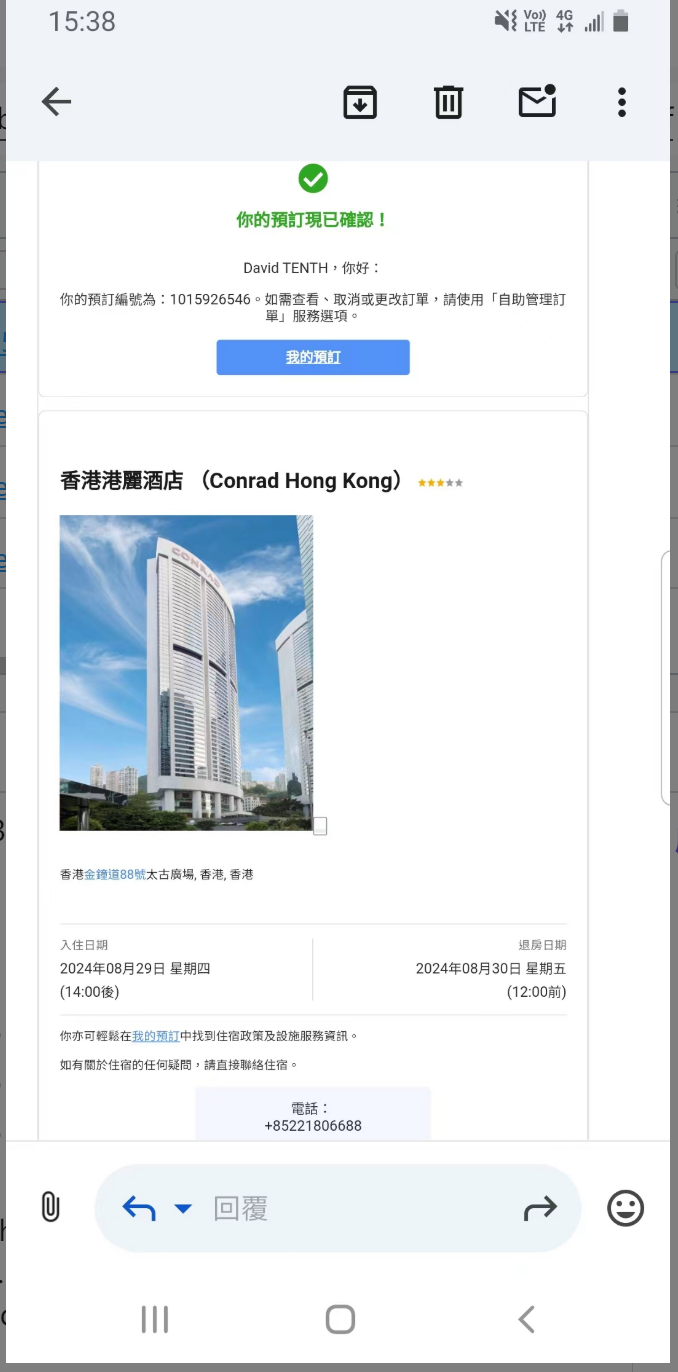 15:38
Vo))
LTE
4G
你的預訂現已確認！
David TENTH，你好：
你的預訂編號為：1015926546。如需查看、取消或更改訂單，請使用「自助管理訂
單」服務選項。
我的預訂
香港港麗酒店 （Conrad Hong Kong）
CONRAD
香港金鐘道88號太古廣場, 香港, 香港
入住日期
退房日期
2024年08月29日 星期四
2024年08月30日 星期五
(14:00後)
(12:00前)
你亦可輕鬆在我的預訂中找到住宿政策及設施服務資訊。
如有關於住宿的任何疑問，請直接聯絡住宿。
電話：
+85221806688
回覆